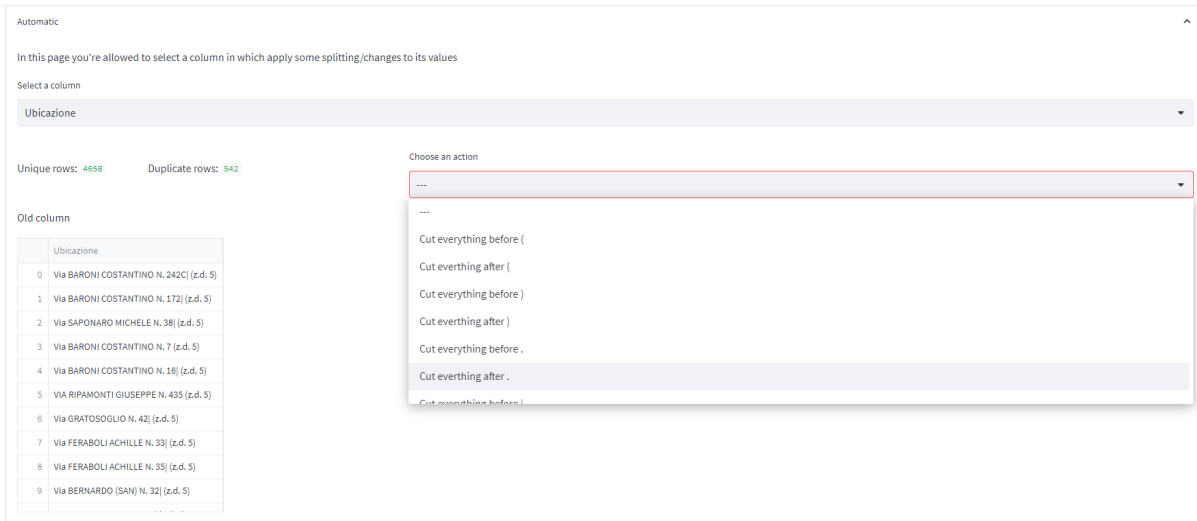 Automatic
In this page you're allowed to select a column in which apply some splitting/changes to its values
Select a column
Ubicazione
Unique rows: 4658
Duplicate rows: 542
Choose an action
---
---
Cut everything before (
Cut everthing after (
Cut everything before )
Cut everthing after )
Cut everything before .
Cut everthing after .
Cut everything before |
Old column
Ubicazione
0 Via BARONI COSTANTINO N. 242C| (z.d. 5)
1 Via BARONI COSTANTINO N. 172| (z.d. 5)
2 Via SAPONARO MICHELE N. 38| (z.d. 5)
3 Via BARONI COSTANTINO N. 7 (z.d. 5)
4 Via BARONI COSTANTINO N. 16| (z.d. 5)
5 VIA RIPAMONTI GIUSEPPE N. 435 (z.d. 5)
6 Via GRATOSOGLIO N. 42| (z.d. 5)
7 Via FERABOLI ACHILLE N. 33| (z.d. 5)
8 Via FERABOLI ACHILLE N. 35| (z.d. 5)
9 Via BERNARDO (SAN) N. 32| (z.d. 5)